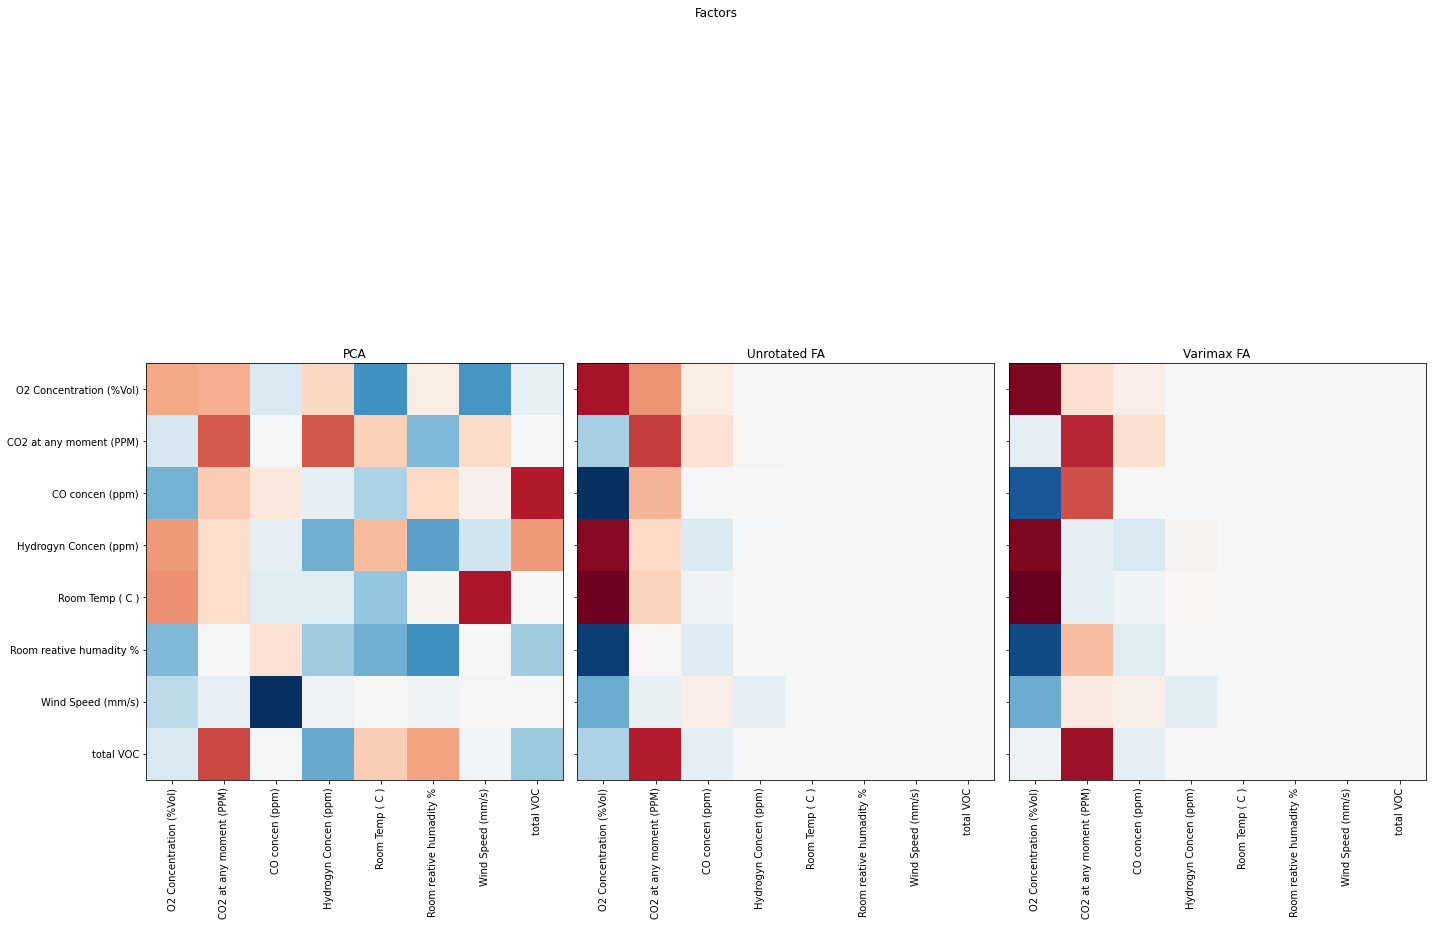 Factors
PCA
Unrotated FA
Varimax FA
O2 Concentration (%Vol)
CO2 at any moment (PPM)
CO concen (ppm)
Hydrogyn Concen (ppm)
Room Temp ( C )
Room reative humadity %
Wind Speed (mm/s)
total VOC
O2 Concentration (%Vol)
CO2 at any moment (PPM)
CO concen (ppm)
Hydrogyn Concen (ppm)
Room Temp ( C )
Room reative humadity %
Wind Speed (mm/s)
total VOC
O2 Concentration (%Vol)
CO2 at any moment (PPM)
CO concen (ppm)
Hydrogyn Concen (ppm)
Room Temp ( C )
Room reative humadity %
Wind Speed (mm/s)
total VOC
O2 Concentration (%Vol)
CO2 at any moment (PPM)
CO concen (ppm)
Hydrogyn Concen (ppm)
Room Temp ( C )
Room reative humadity %
Wind Speed (mm/s)
total VOC